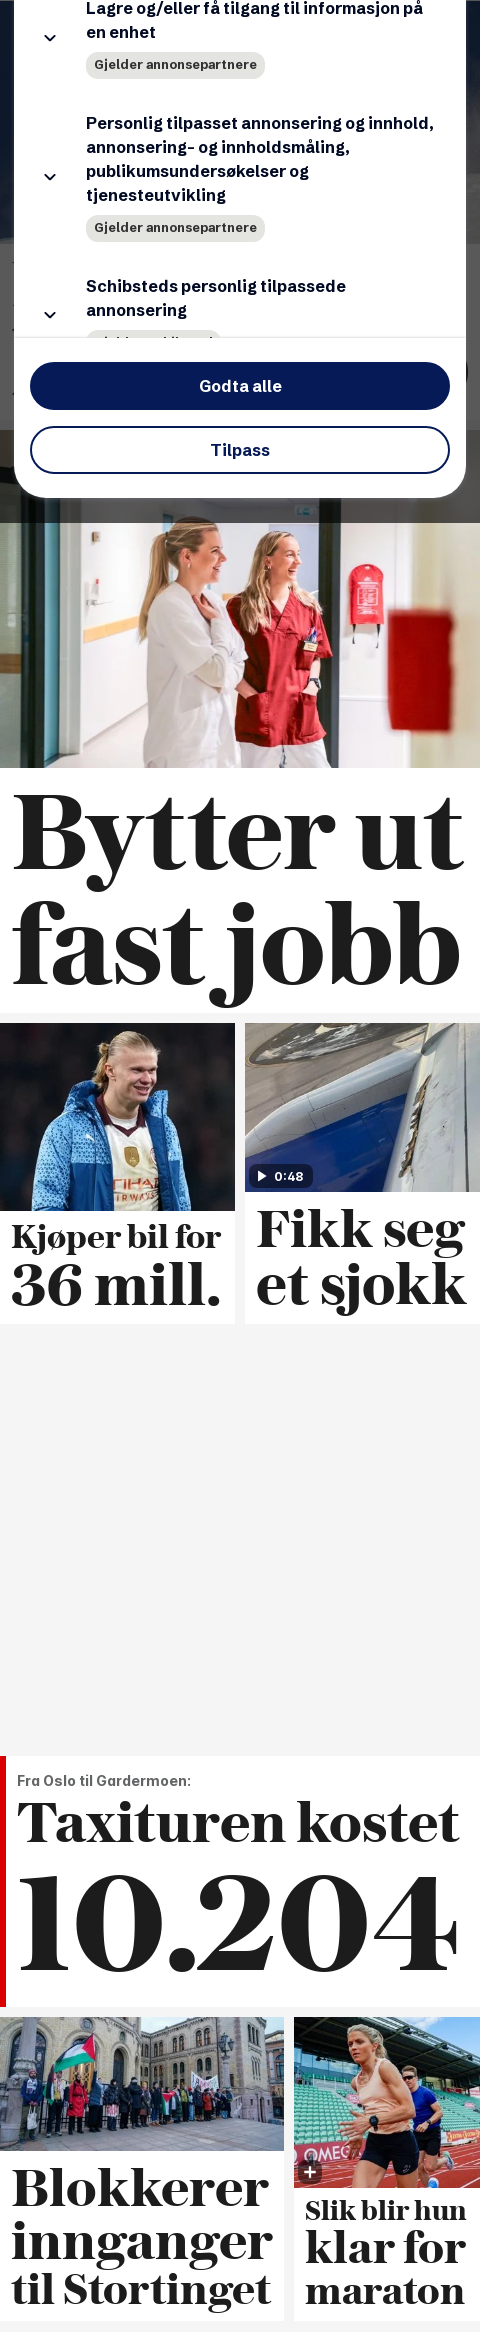 Lagre og/eller få tilgang til informasjon på
en enhet
Gjelder annonsepartnere
Personlig tilpasset annonsering og innhold,
annonsering- og innholdsmåling,
publikumsundersøkelser og
tjenesteutvikling
Gjelder annonsepartnere
Schibsteds personlig tilpassede
annonsering
Godta alle
Tilpass
Bytter ut
fast jobb
0:48
Kjøper bil for
36 mill.
Fikk seg
et sjokk
Fra Oslo til Gardermoen:
Taxituren kostet
10.204
OMEGA
Blokkerer
innganger
til Stortinget
Slik blir hun
klar for
maraton